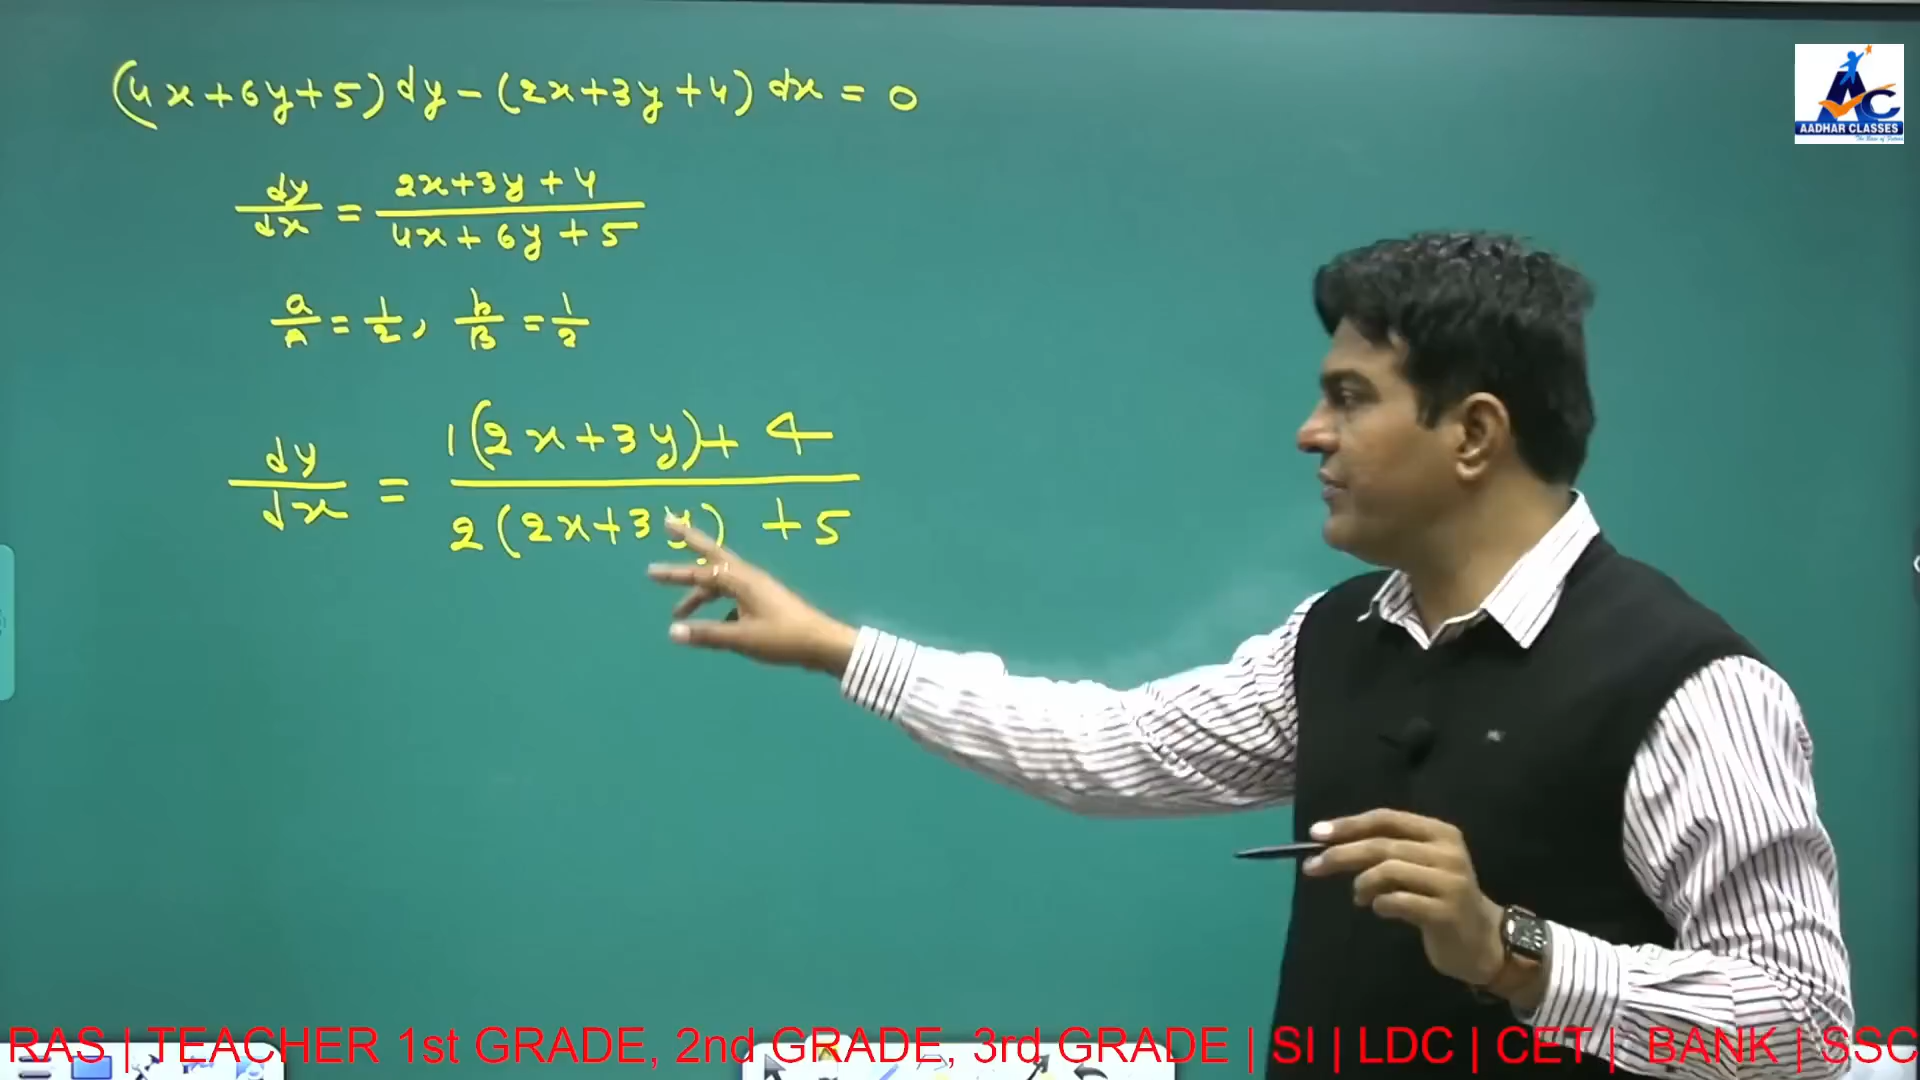 (4x+6y+5)dy-(2x+3y+4)dx=0
dy/dx = (2x+3y+4)/(4x+6y+5)
a/A = 1/2, b/B = 1/2
dy/dx = (1(2x+3y)+4)/(2(2x+3y)+5)
AC
AADHAR CLASSES
RAS | TEACHER 1st GRADE, 2nd GRADE, 3rd GRADE | SI | LDC | CET | BANK | SSC